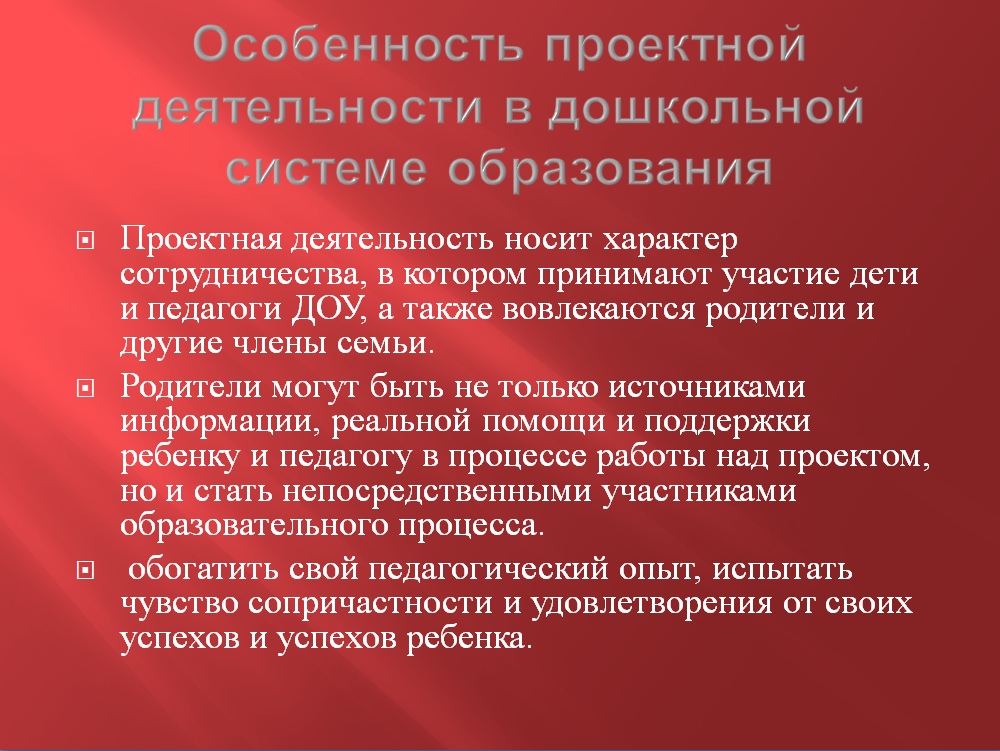 Особенность проектной
деятельности в дошкольной
системе образования
Проектная деятельность носит характер
сотрудничества, в котором принимают участие дети
и педагоги ДОУ, а также вовлекаются родители и
другие члены семьи.
Родители могут быть не только источниками
информации, реальной помощи и поддержки
ребенку и педагогу в процессе работы над проектом,
но и стать непосредственными участниками
образовательного процесса.
обогатить свой педагогический опыт, испытать
чувство сопричастности и удовлетворения от своих
успехов и успехов ребенка.